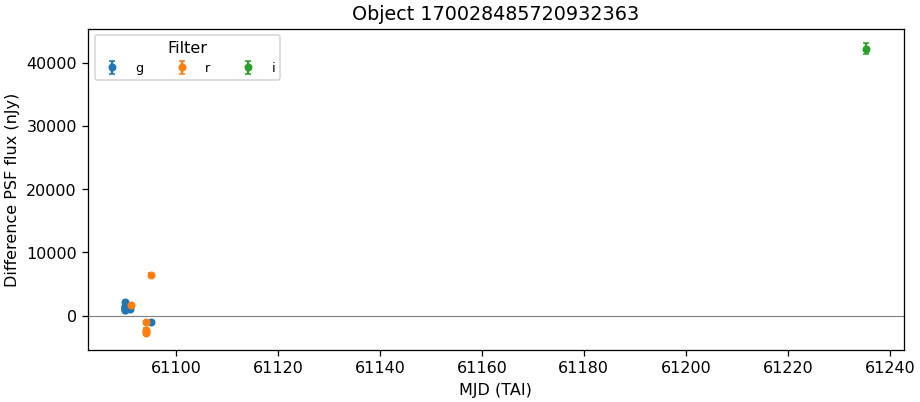 Object 170028485720932363
Filter
g r i
40000
30000
20000
10000
0
Difference PSF flux (nJy)
61100 61120 61140 61160 61180 61200 61220 61240
MJD (TAI)